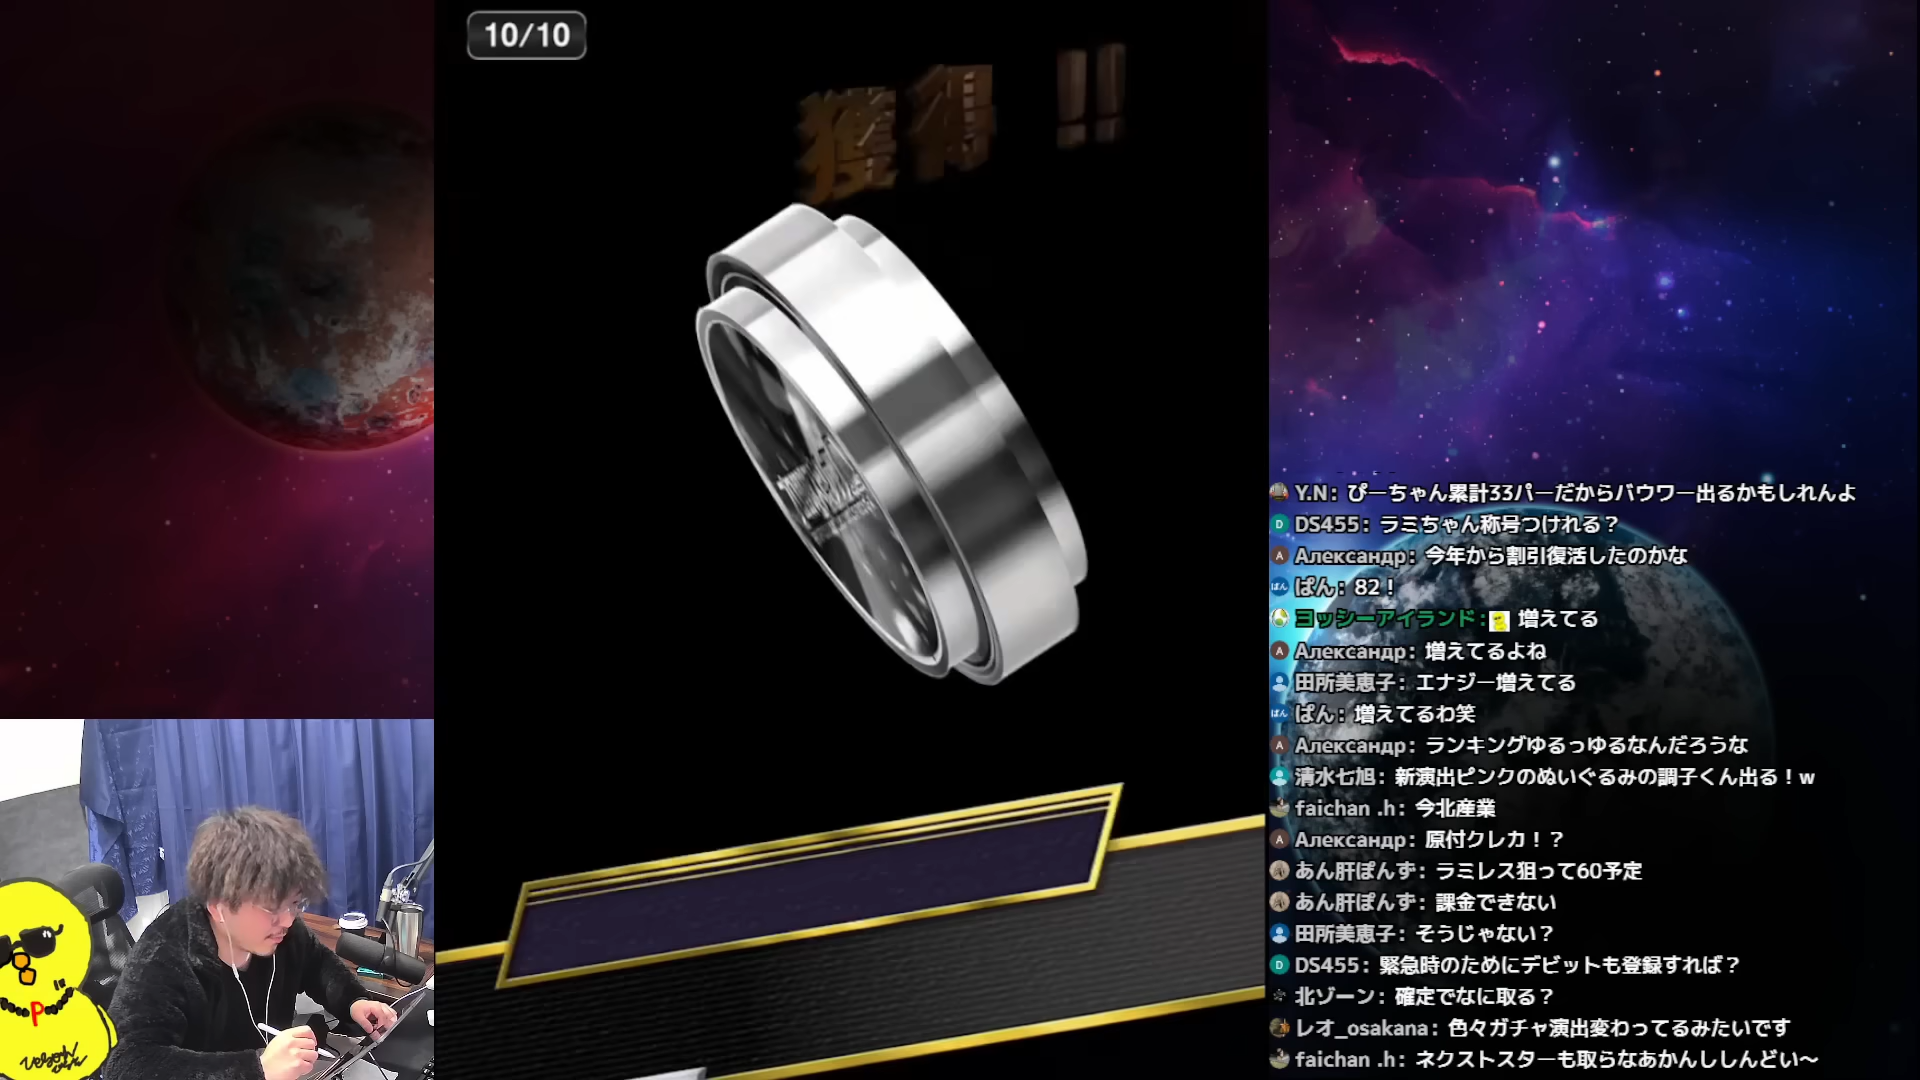 10/10
獲得!!
Y.N: ぴーちゃん累計33パーだからバウワー出るかもしれんよ
DS455: ラミちゃん称号つけれる？
Александр: 今年から割引復活したのかな
ぱん: 82！
ヨッシーアイランド: 増えてる
Александр: 増えてるよね
田所美恵子: エナジー増えてる
ぱん: 増えてるわ笑
Александр: ランキングゆるっゆるなんだろうな
清水七旭: 新演出ピンクのぬいぐるみの調子くん出る！w
faichan .h: 今北産業
Александр: 原付クレカ！？
あん肝ぽんず: ラミレス狙って60予定
あん肝ぽんず: 課金できない
田所美恵子: そうじゃない？
DS455: 緊急時のためにデビットも登録すれば？
北ゾーン: 確定でなに取る？
レオ_osakana: 色々ガチャ演出変わってるみたいです
faichan .h: ネクストスターも取らなあかんししんどい～
P